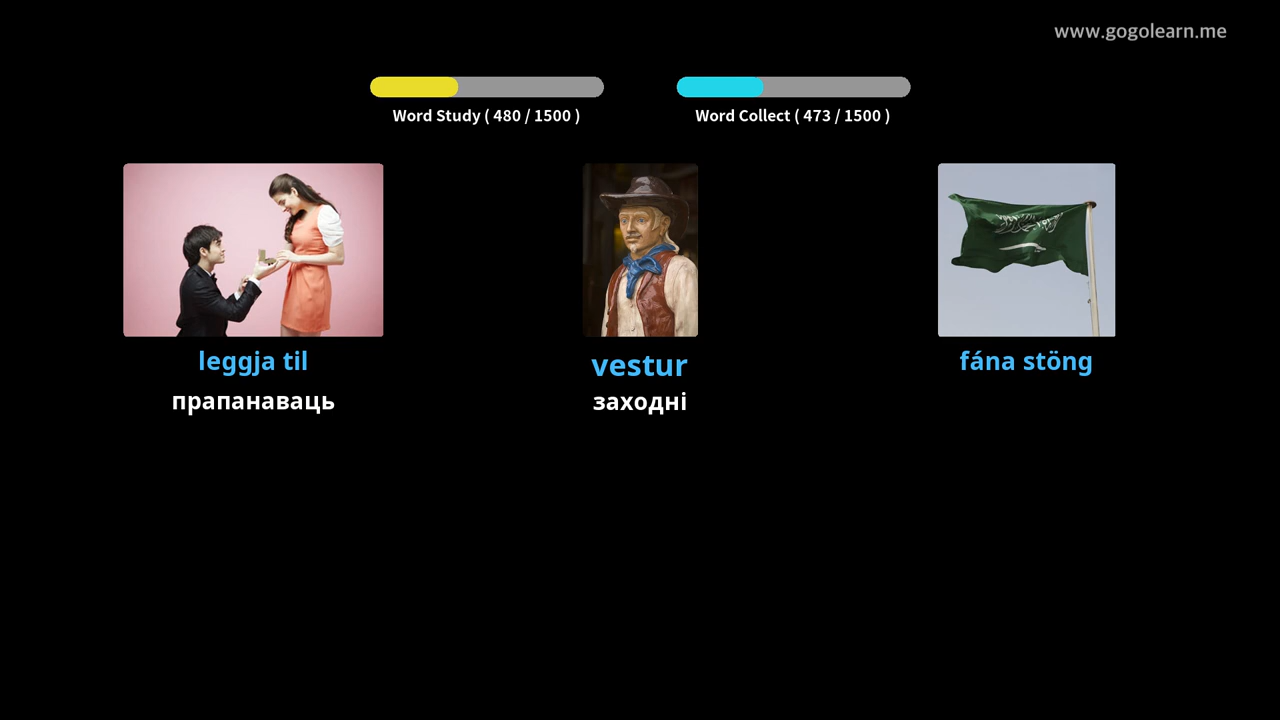 www.gogolearn.me
Word Study ( 480 / 1500 )
Word Collect ( 473 / 1500 )
leggja til
прапанаваць
vestur
заходні
fána stöng